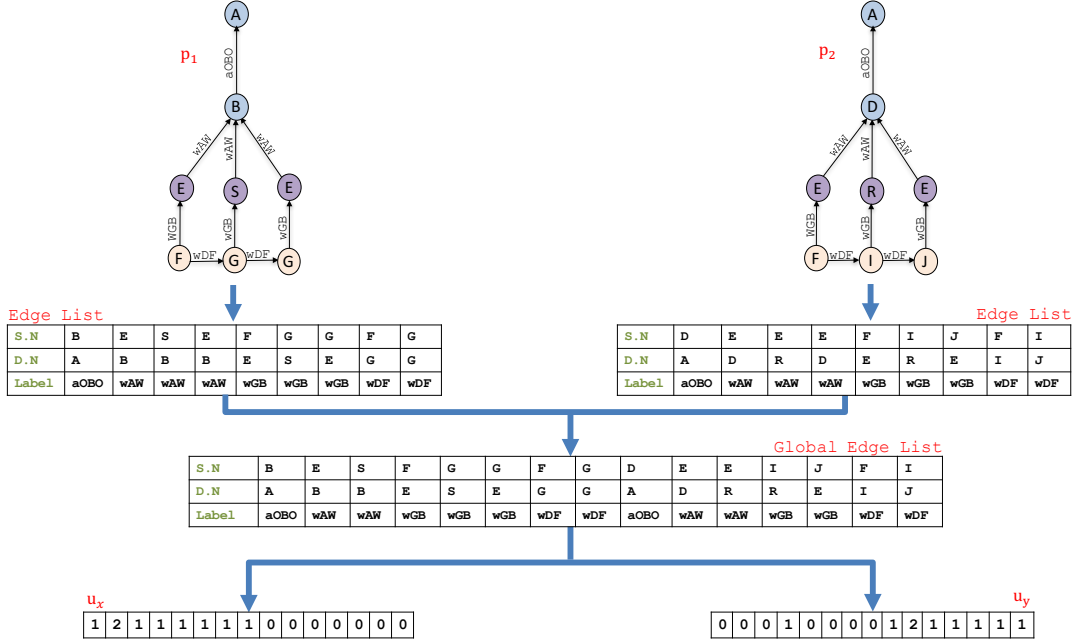 A A
p1 p2
aOBO aOBO
B D
wAW wAW wAW wAW wAW wAW
E S E E R E
WGB wGB wGB WGB wGB wGB
F wDF G wDF G F wDF I wDF J
Edge List Edge List
S.N B E S E F G G F G
D.N A B B B E S E G G
Label aOBO wAW wAW wAW wGB wGB wGB wDF wDF
S.N D E E E F I J F I
D.N A D R D E R E I J
Label aOBO wAW wAW wAW wGB wGB wGB wDF wDF
Global Edge List
S.N B E S F G G F G D E E I J F I
D.N A B B E S E G G A D R R E I J
Label aOBO wAW wAW wGB wGB wGB wDF wDF aOBO wAW wAW wGB wGB wDF wDF
ux uy
1 2 1 1 1 1 1 1 0 0 0 0 0 0 0
0 0 0 1 0 0 0 0 1 2 1 1 1 1 1